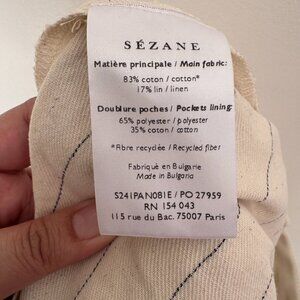 SÉZANE
Matière principale / Main fabric:
83% coton / cotton*
17% lin / linen
Doublure poches / Pockets lining:
65% polyester / polyester
35% coton / cotton
*Fibre recyclée / Recycled fiber
Fabriqué en Bulgarie
Made in Bulgaria
S241PAN081E / PO 27959
RN 154 043
115 rue du Bac. 75007 Paris